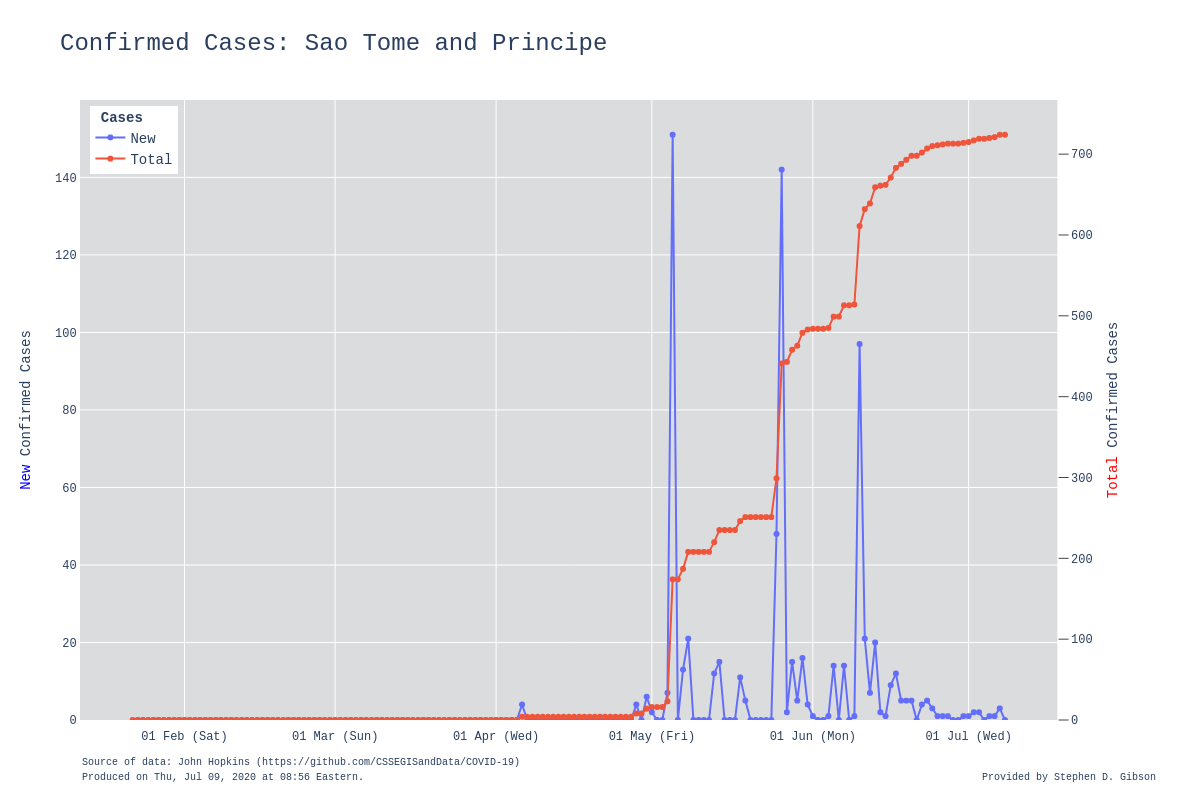 Confirmed Cases: Sao Tome and Principe
Cases
New
Total
140
120
100
80
60
40
20
0
New Confirmed Cases
700
600
500
400
300
200
100
0
Total Confirmed Cases
01 Feb (Sat)
01 Mar (Sun)
01 Apr (Wed)
01 May (Fri)
01 Jun (Mon)
01 Jul (Wed)
Source of data: John Hopkins (https://github.com/CSSEGISandData/COVID-19)
Produced on Thu, Jul 09, 2020 at 08:56 Eastern.
Provided by Stephen D. Gibson